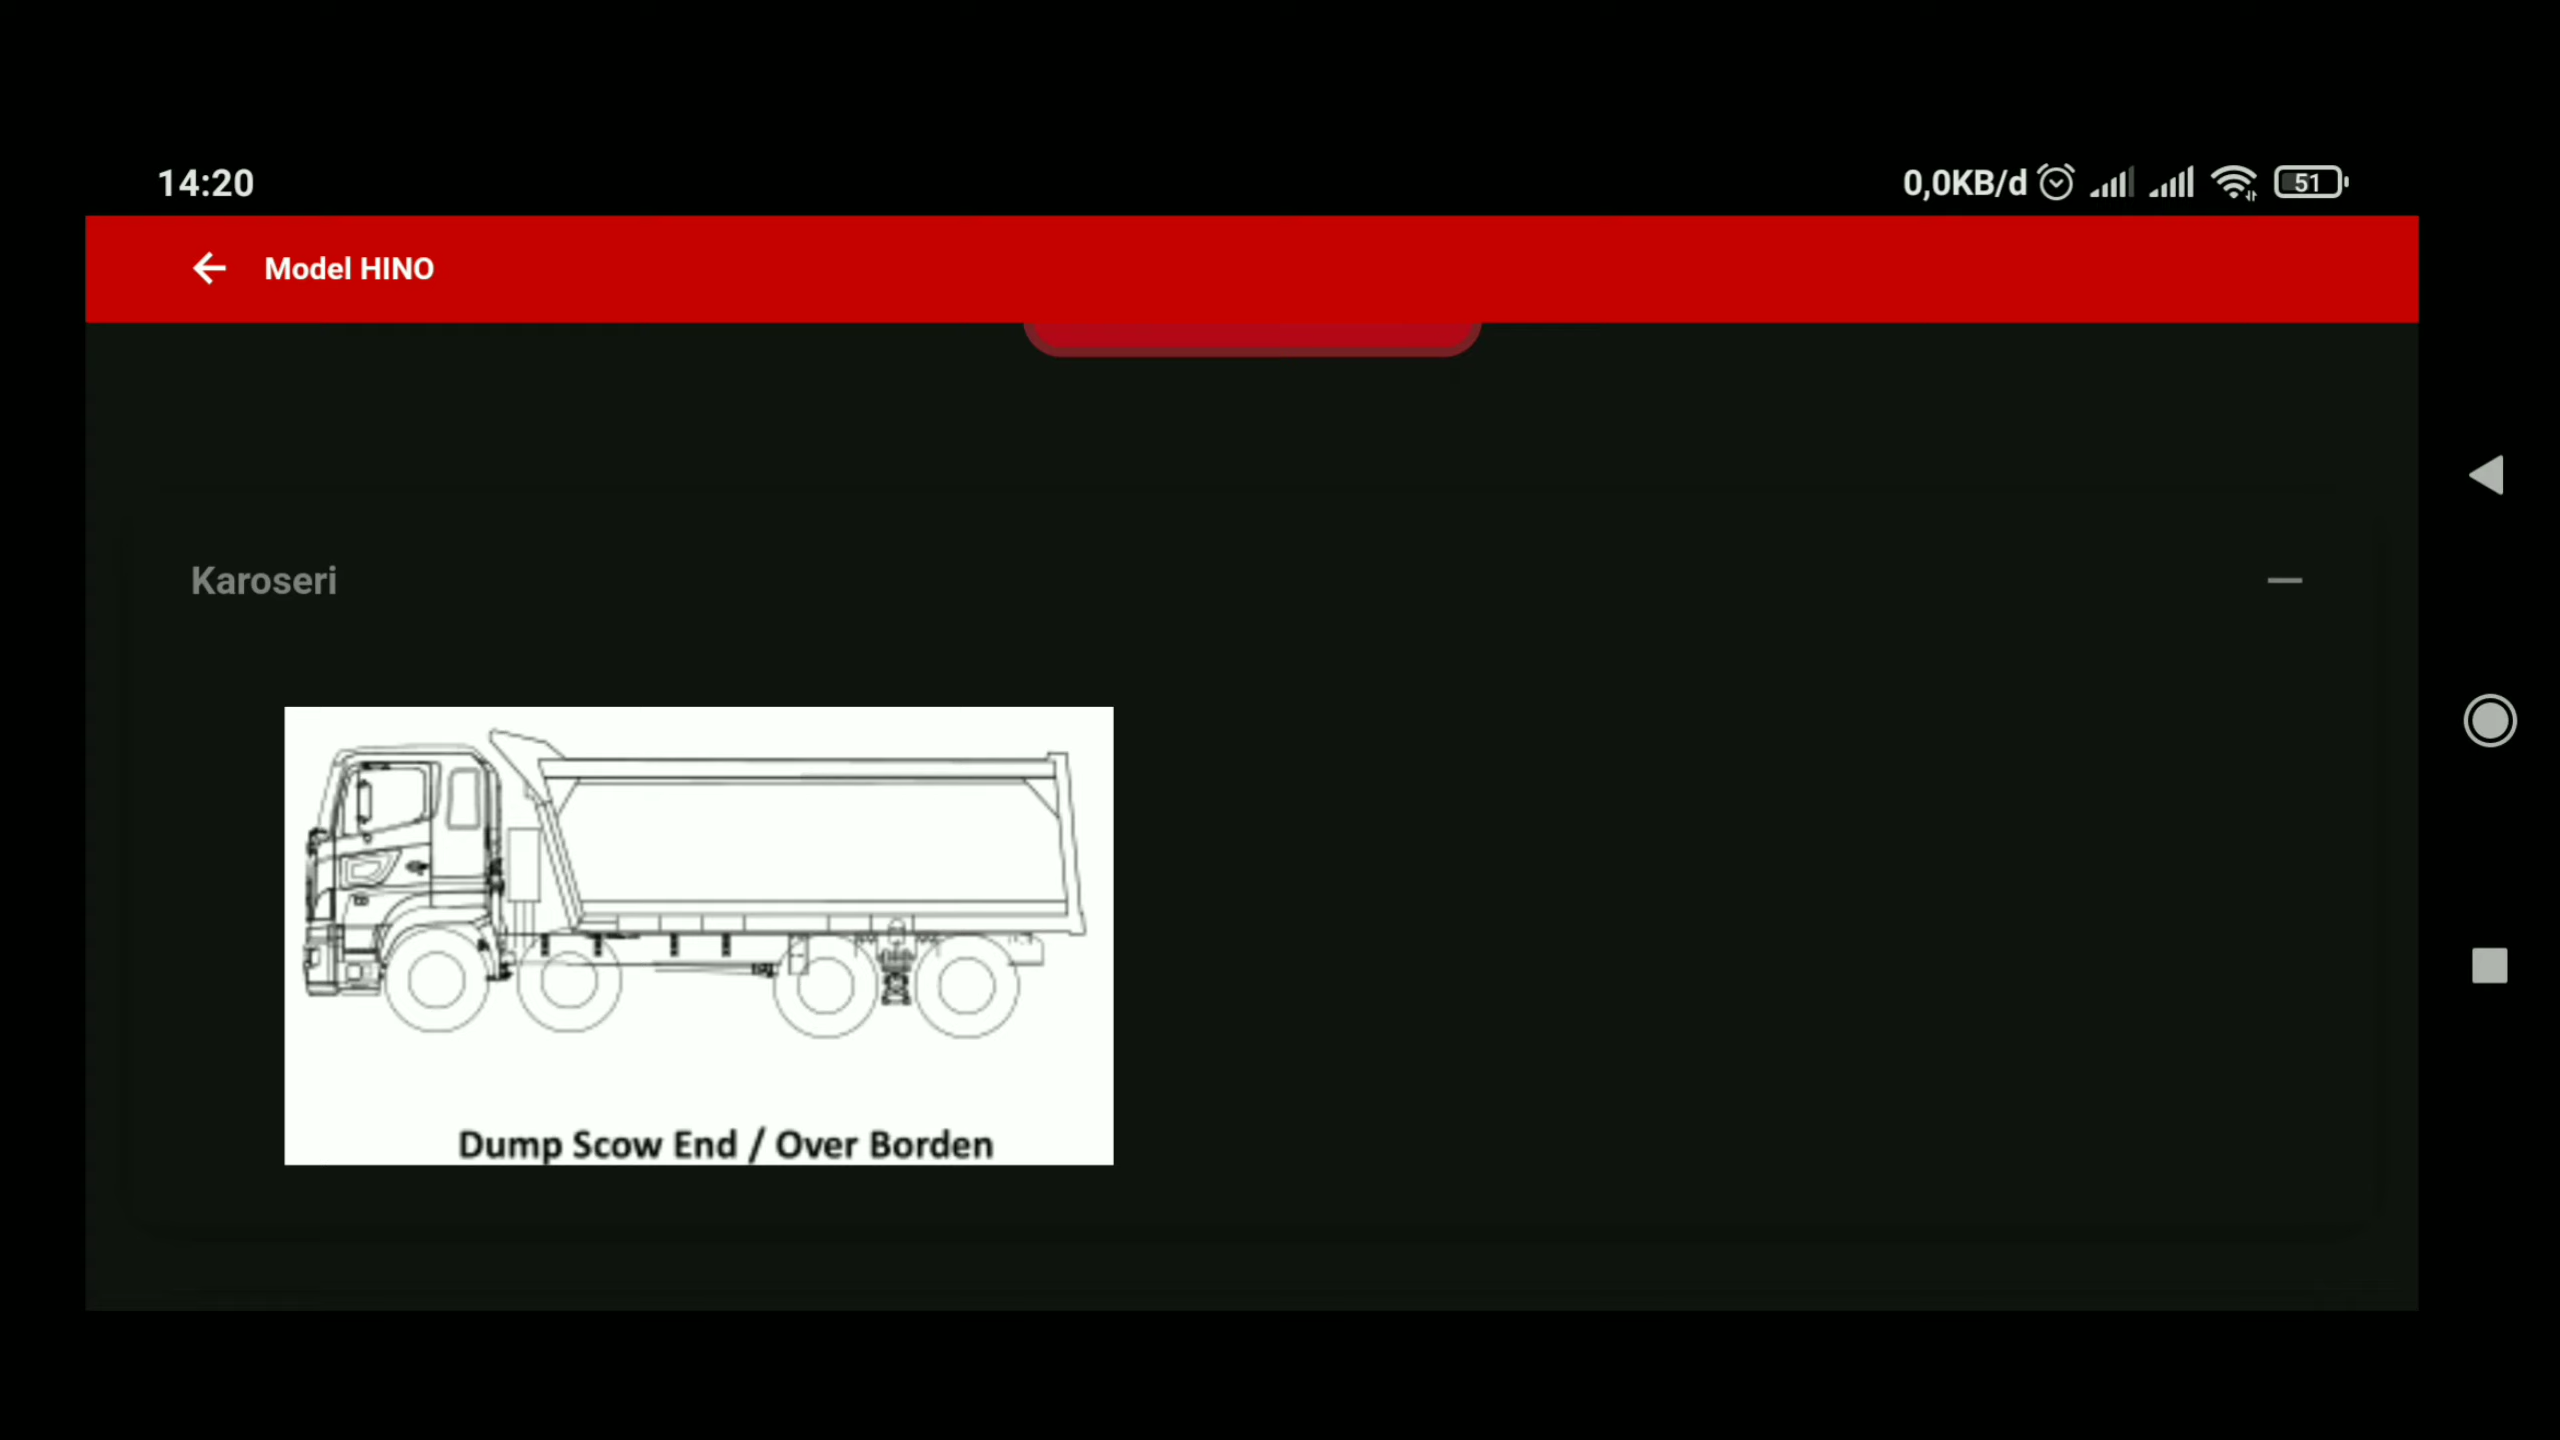 14:20
0,0KB/d
51
Model HINO
Karoseri
Dump Scow End / Over Borden